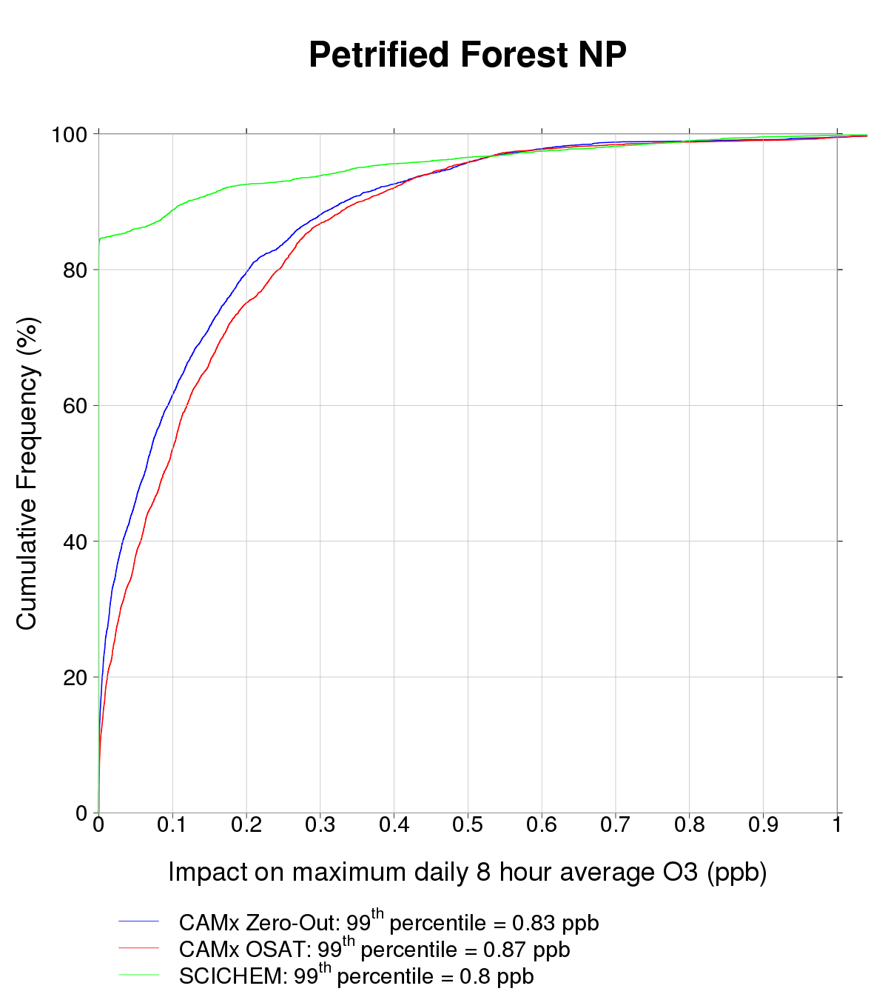 Petrified Forest NP
100
80
60
40
20
0
Cumulative Frequency (%)
0 0.1 0.2 0.3 0.4 0.5 0.6 0.7 0.8 0.9 1
Impact on maximum daily 8 hour average O3 (ppb)
CAMx Zero-Out: 99th percentile = 0.83 ppb
CAMx OSAT: 99th percentile = 0.87 ppb
SCICHEM: 99th percentile = 0.8 ppb